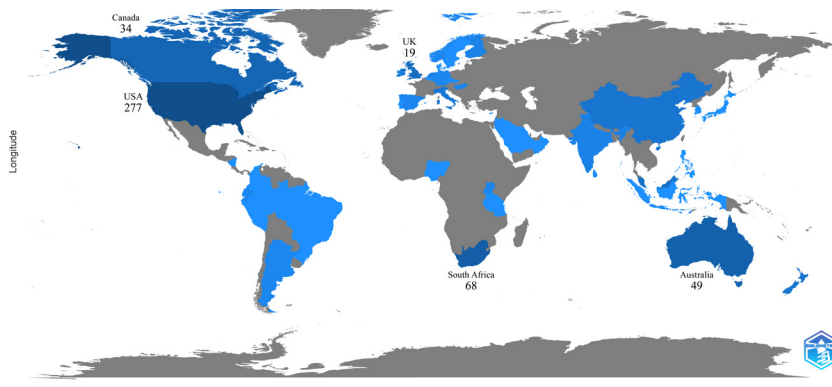 Canada
34
UK
19
USA
277
Longitude
South Africa
68
Australia
49